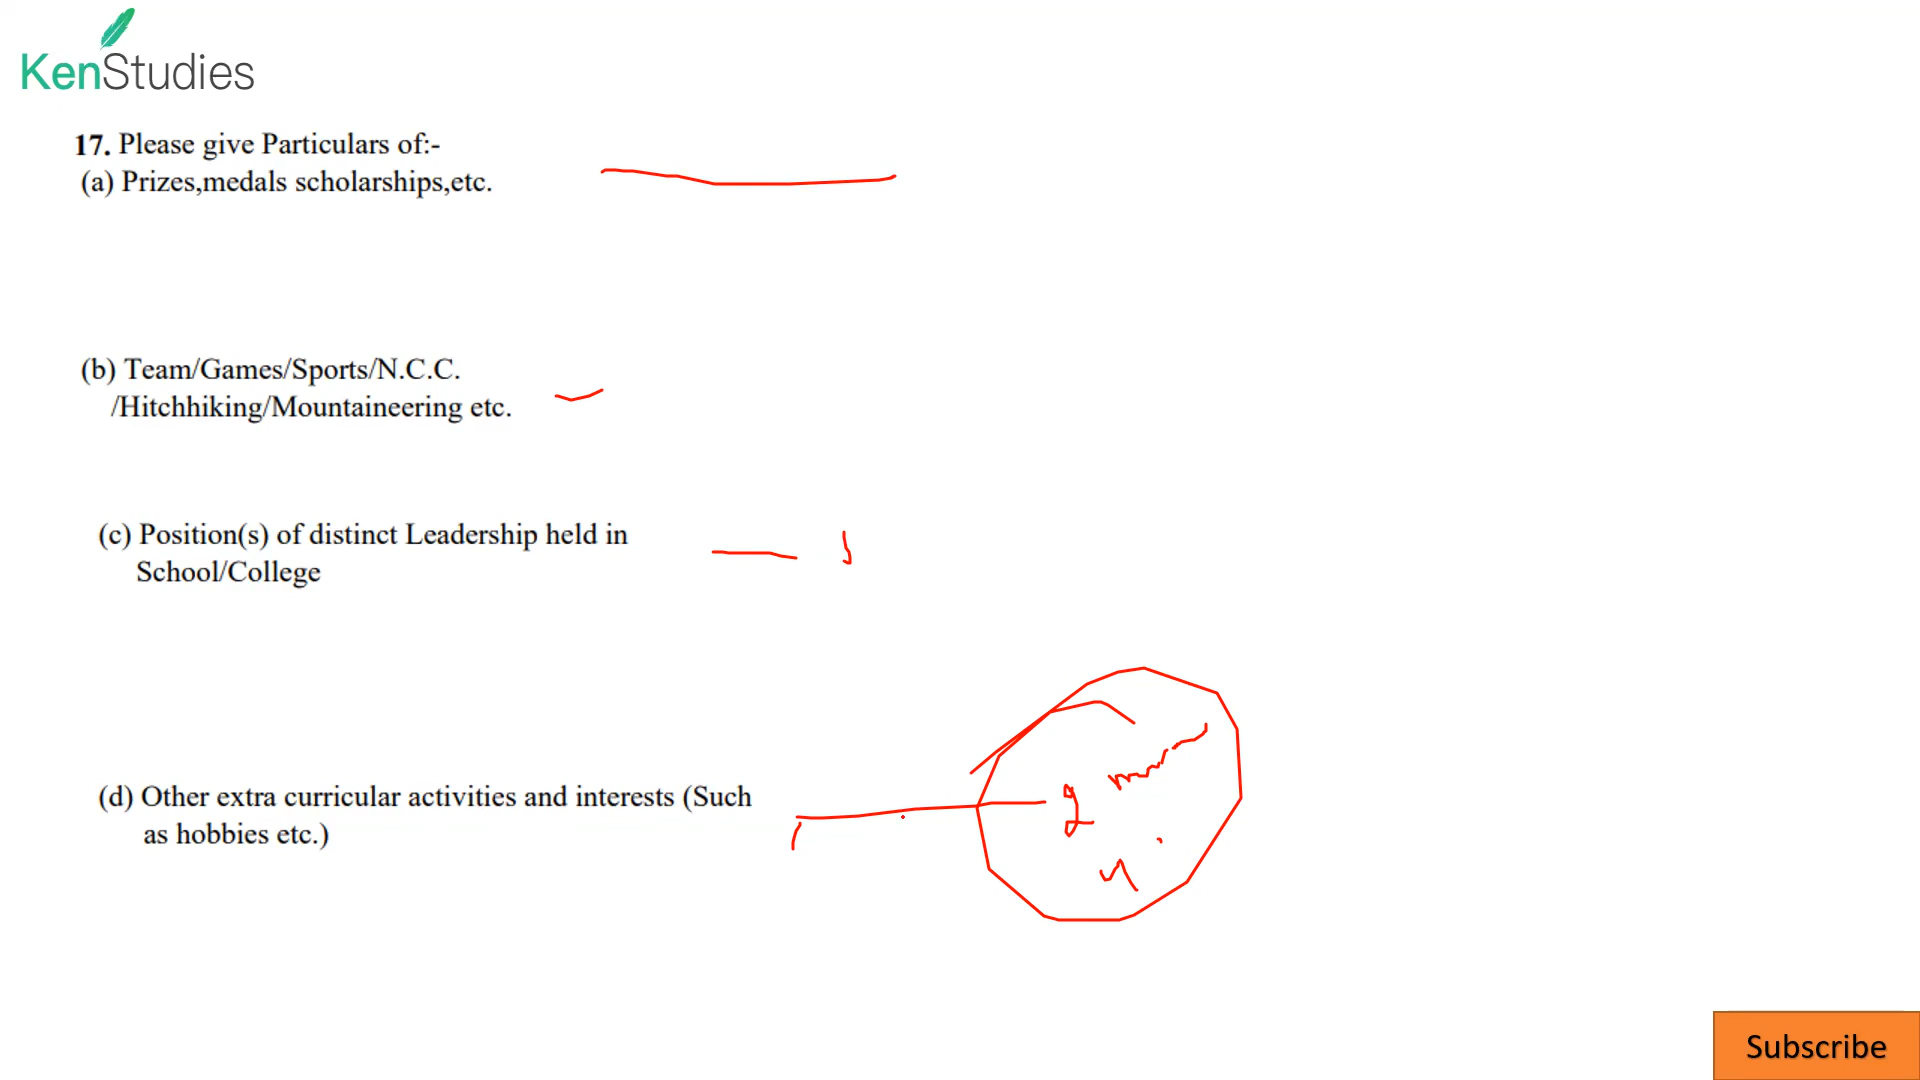 KenStudies
17. Please give Particulars of:-
(a) Prizes,medals scholarships,etc.
(b) Team/Games/Sports/N.C.C.
/Hitchhiking/Mountaineering etc.
(c) Position(s) of distinct Leadership held in
School/College
(d) Other extra curricular activities and interests (Such
as hobbies etc.)
2
Subscribe